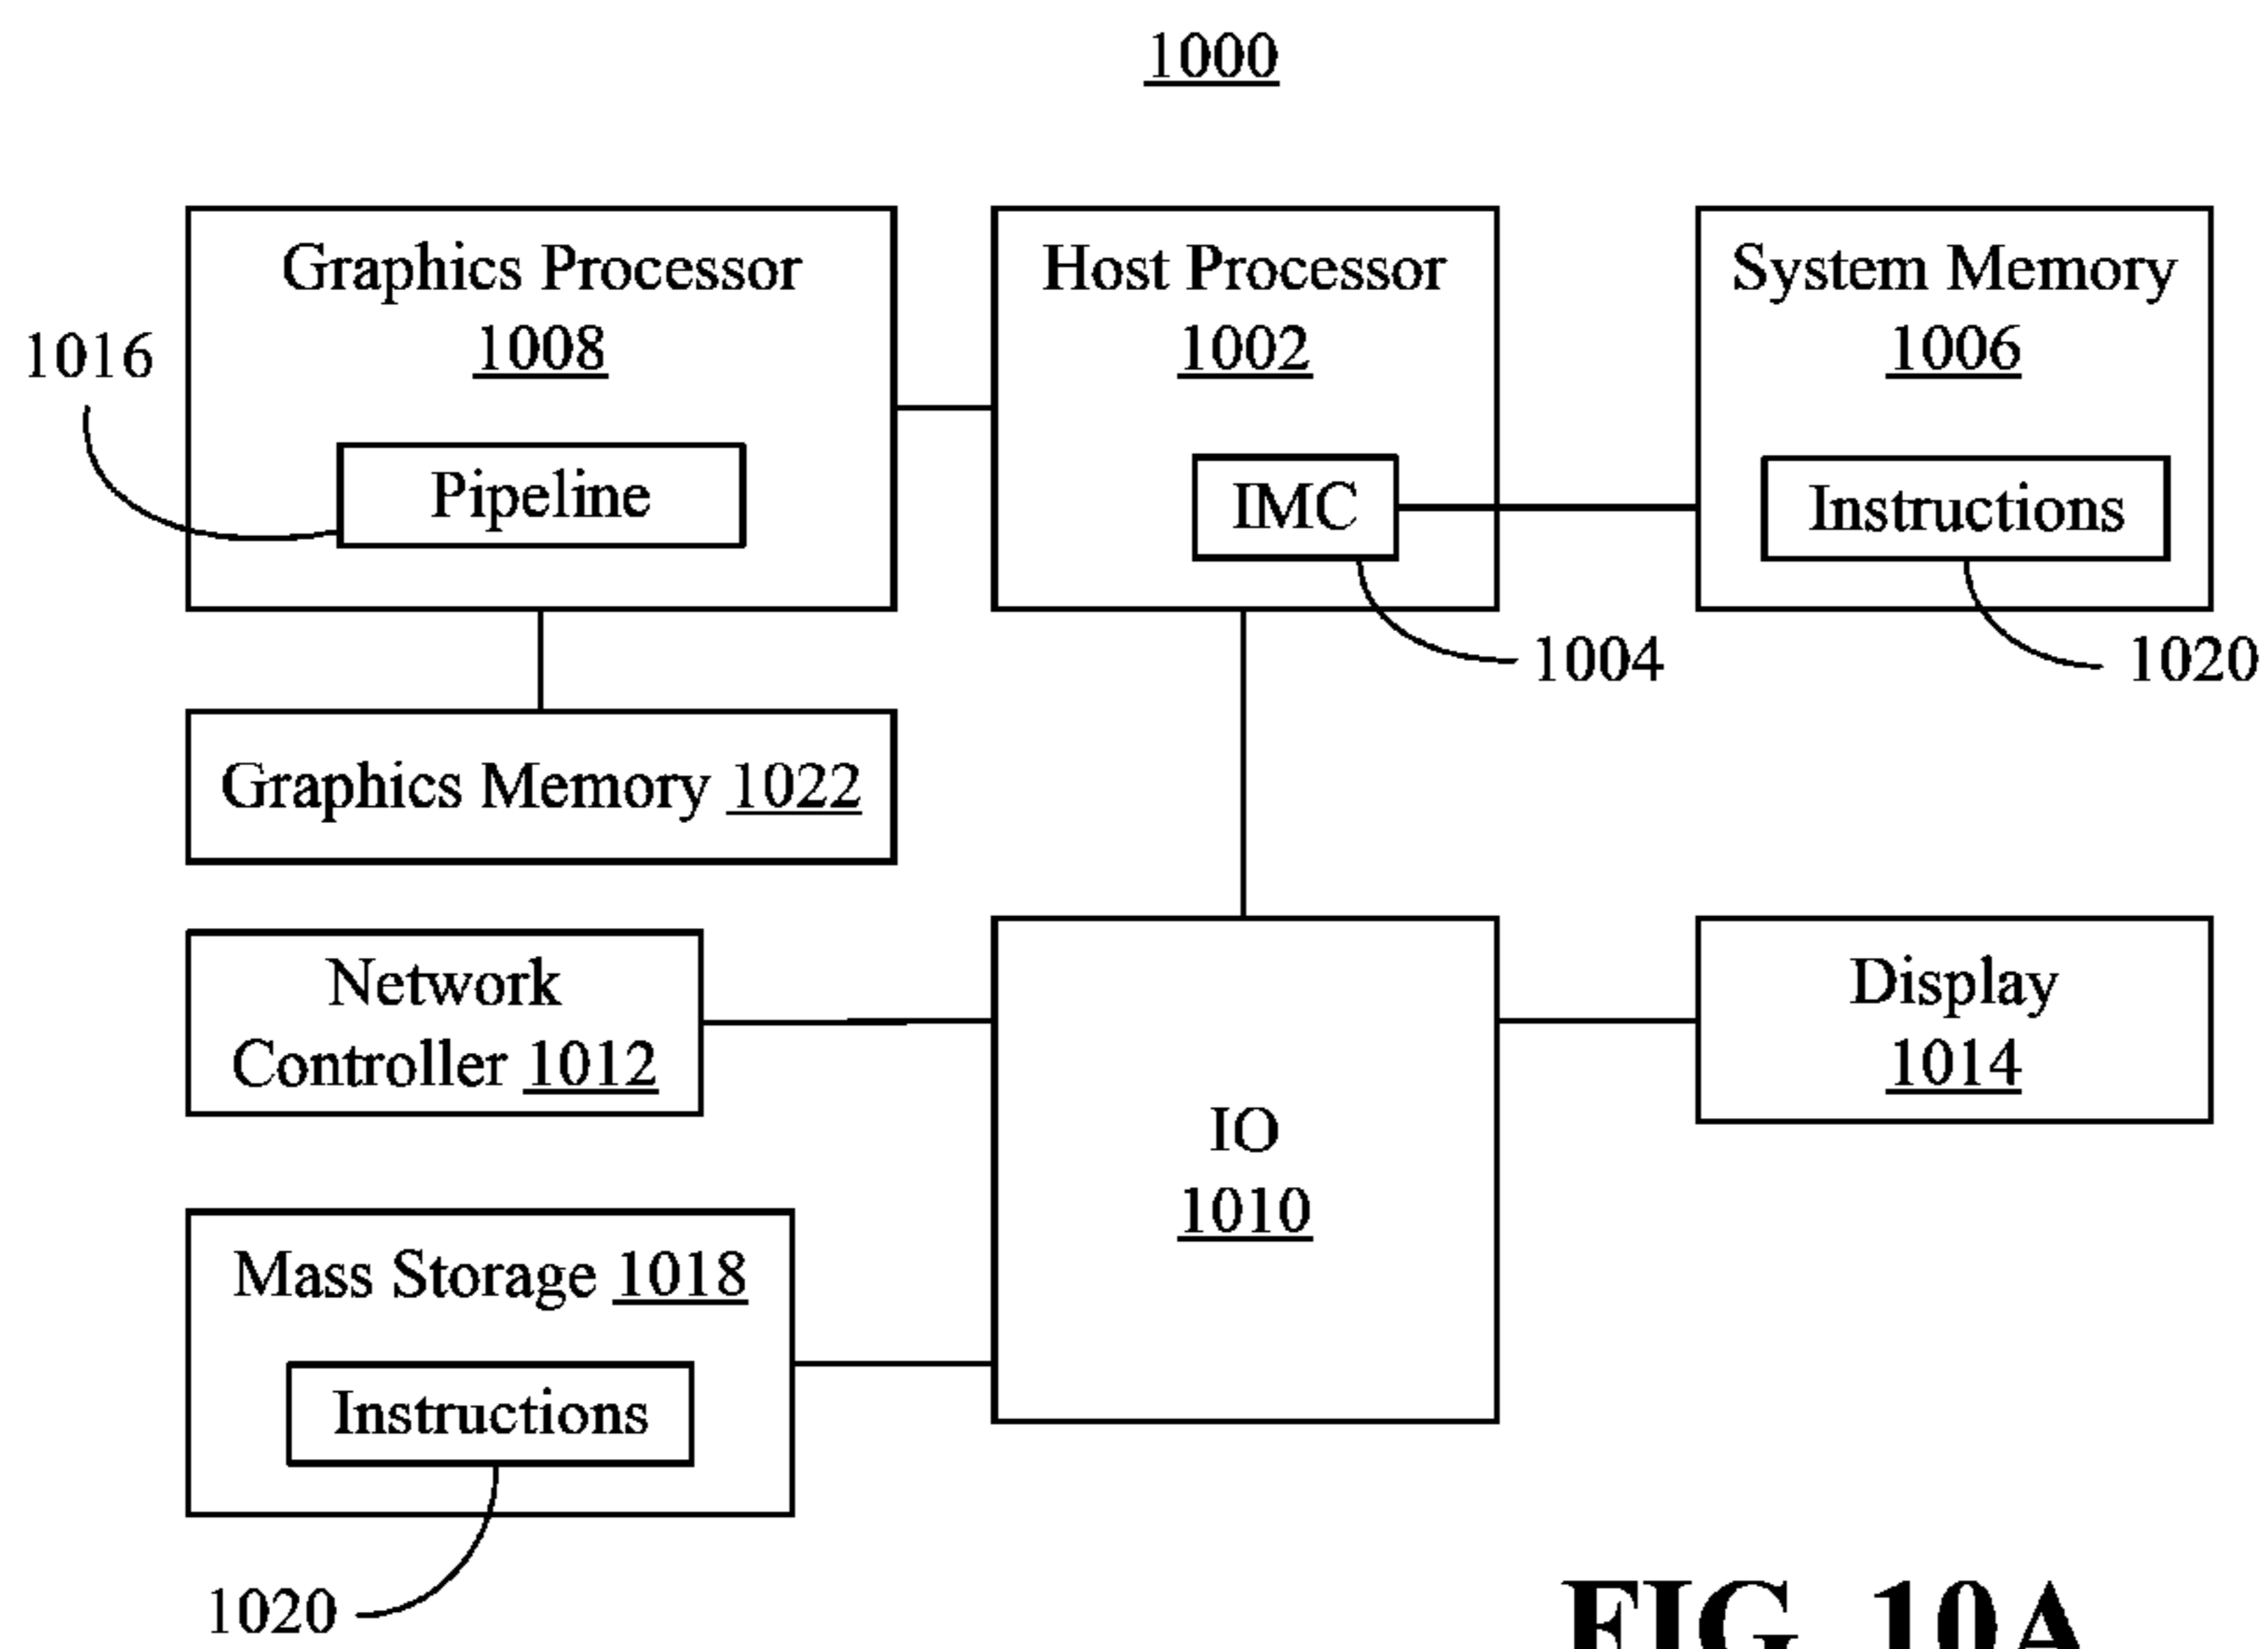 1000
Graphics Processor
1008
1016
Pipeline
Host Processor
1002
IMC
1004
System Memory
1006
Instructions
1020
Graphics Memory 1022
Network
Controller 1012
IO
1010
Display
1014
Mass Storage 1018
Instructions
1020
FIG. 10A